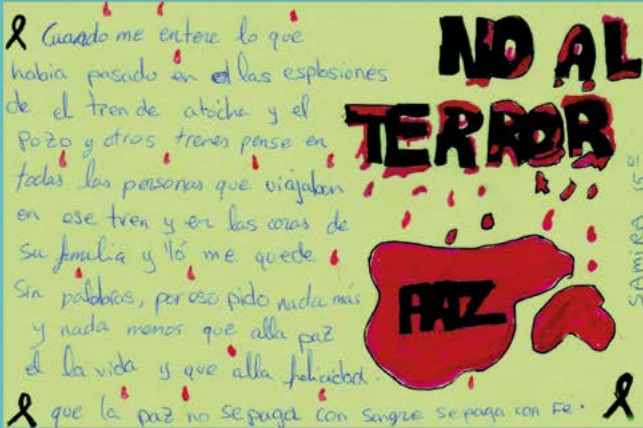 Cuando me entere lo que
habia pasado en las esplosiones
de el tren de atocha y el
pozo y otros trenes pense en
todas las personas que viajaban
en ese tren y en las caras de
su familia y Yó me quede
sin palabras, por eso pido nada más
y nada menos que alla paz
el la vida y que alla felicidad.
que la paz no se paga con sangre se paga con Fe.
NO AL
TERROR
PAZ
SAMIRA